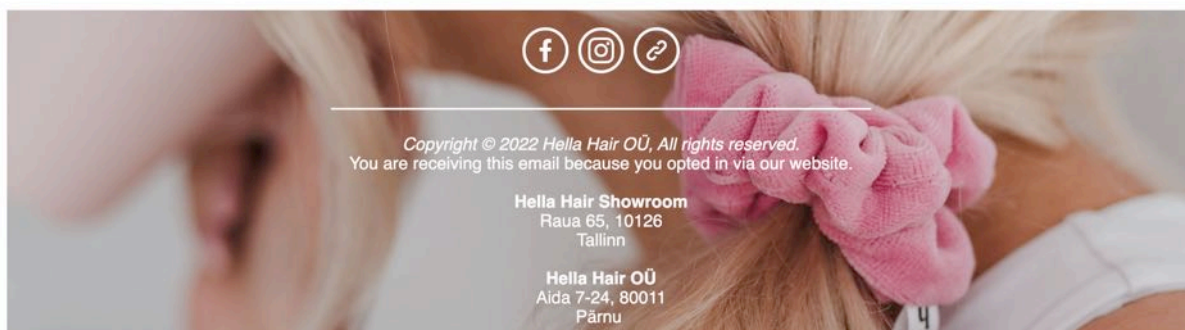 Copyright © 2022 Hella Hair OÜ, All rights reserved.
You are receiving this email because you opted in via our website.
Hella Hair Showroom
Raua 65, 10126
Tallinn
Hella Hair OÜ
Aida 7-24, 80011
Pärnu